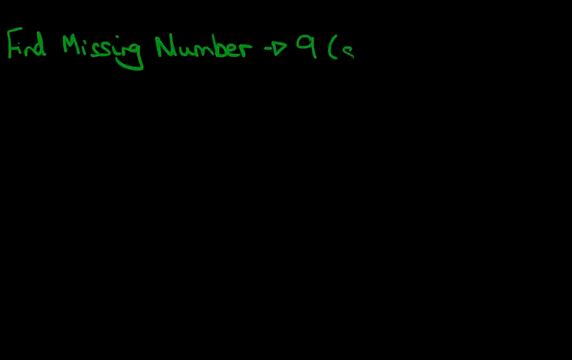 Find Missing Number → 9 (